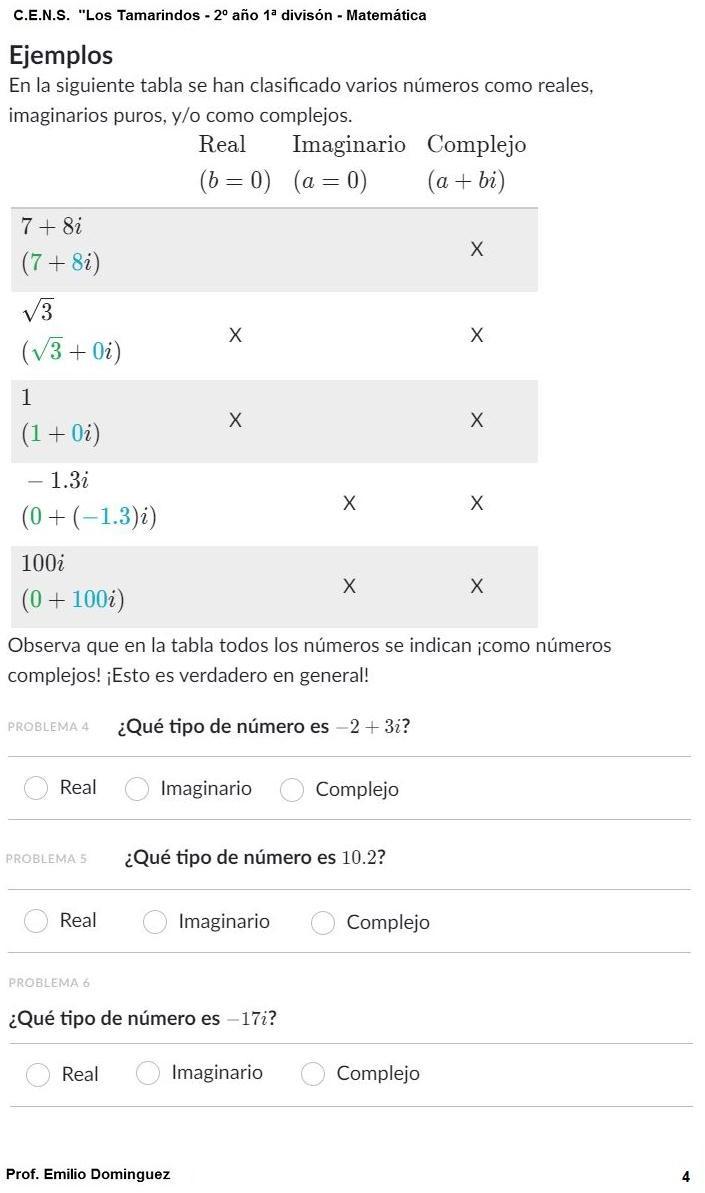 C.E.N.S. "Los Tamarindos - 2º año 1ª divisón - Matemática
Ejemplos
En la siguiente tabla se han clasificado varios números como reales,
imaginarios puros, y/o como complejos.
Real Imaginario Complejo
(b = 0) (a = 0) (a + bi)
7 + 8i
(7 + 8i) X
√3
(√3 + 0i) X X
1
(1 + 0i) X X
− 1.3i
(0 + (−1.3)i) X X
100i
(0 + 100i) X X
Observa que en la tabla todos los números se indican ¡como números
complejos! ¡Esto es verdadero en general!
PROBLEMA 4 ¿Qué tipo de número es −2 + 3i?
Real Imaginario Complejo
PROBLEMA 5 ¿Qué tipo de número es 10.2?
Real Imaginario Complejo
PROBLEMA 6
¿Qué tipo de número es −17i?
Real Imaginario Complejo
Prof. Emilio Dominguez 4